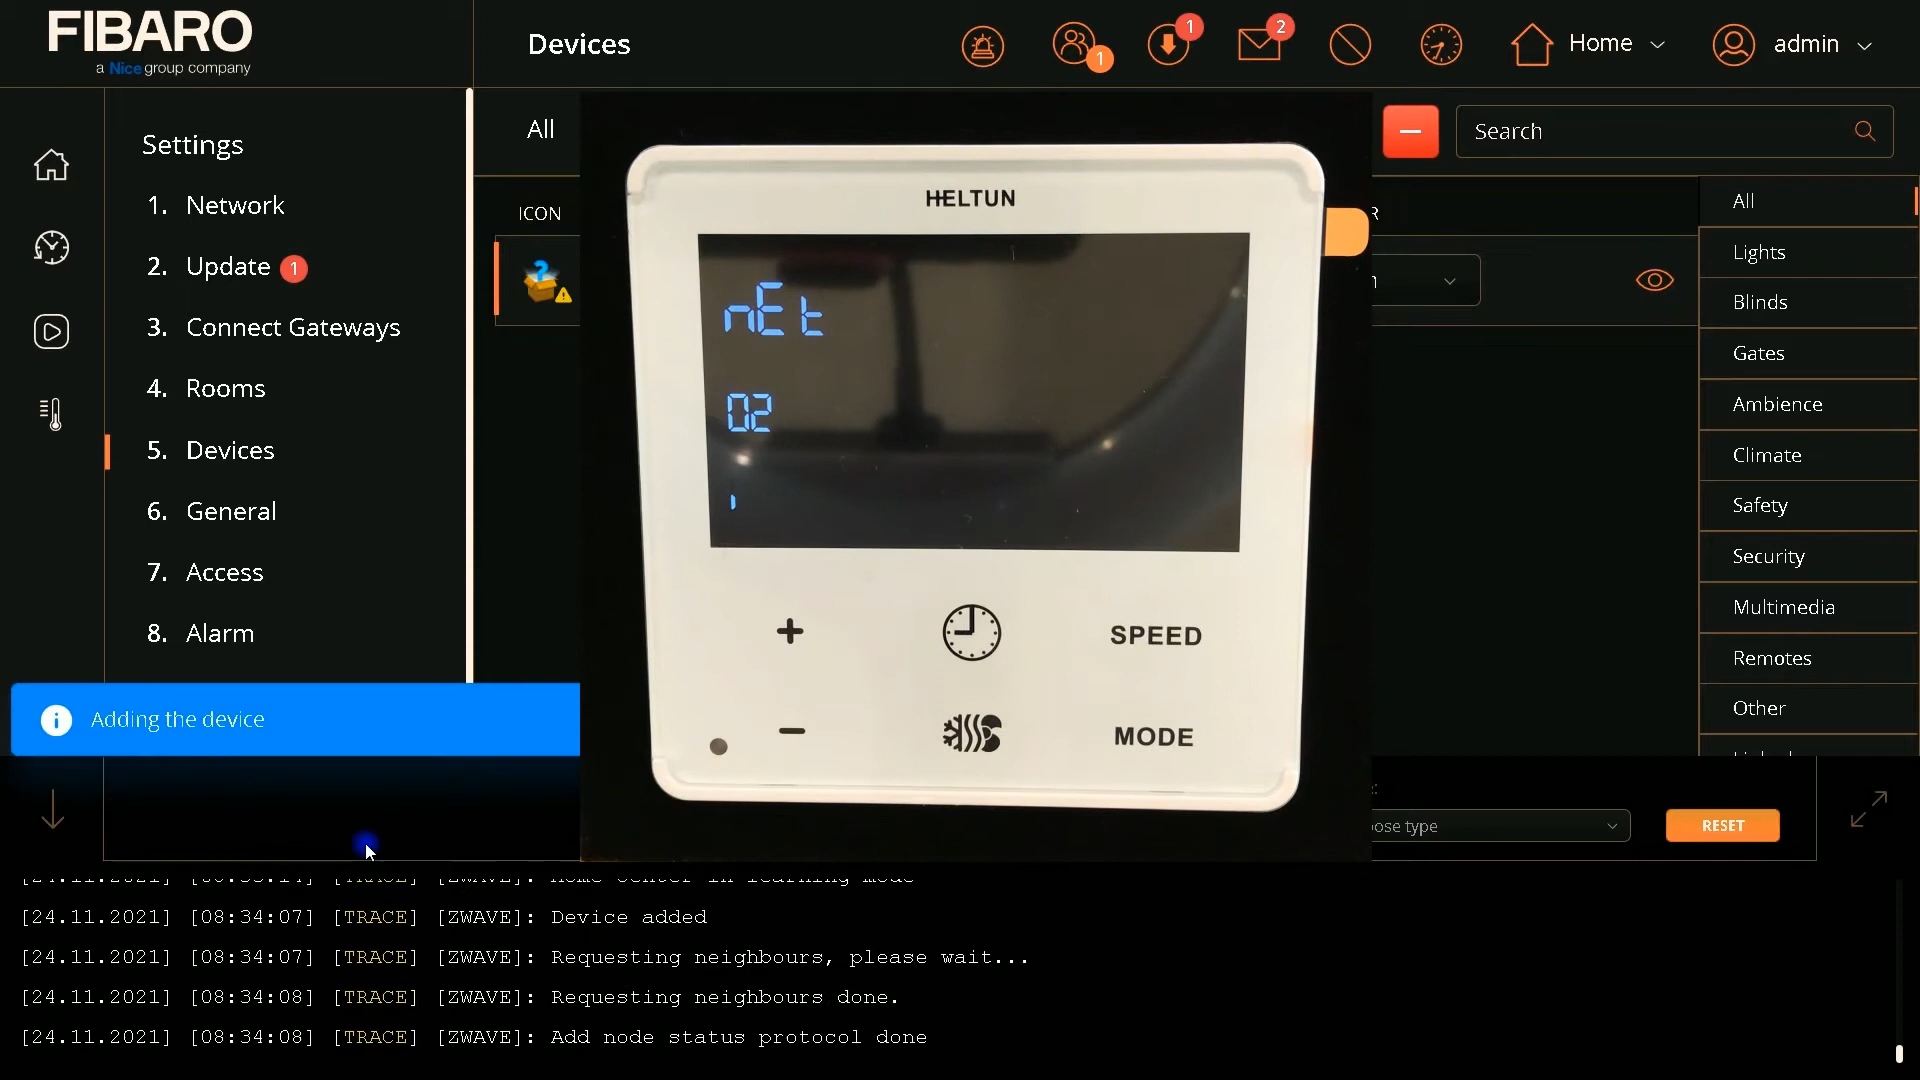 FIBARO
a Nice group company
Devices
1
1
2
Home
admin
Settings
1. Network
2. Update 1
3. Connect Gateways
4. Rooms
5. Devices
6. General
7. Access
8. Alarm
All
Search
ICON
HELTUN
nEt
02
+
SPEED
-
MODE
All
Lights
Blinds
Gates
Ambience
Climate
Safety
Security
Multimedia
Remotes
Other
Adding the device
type
RESET
[24.11.2021] [08:34:07] [TRACE] [ZWAVE]: Device added
[24.11.2021] [08:34:07] [TRACE] [ZWAVE]: Requesting neighbours, please wait...
[24.11.2021] [08:34:08] [TRACE] [ZWAVE]: Requesting neighbours done.
[24.11.2021] [08:34:08] [TRACE] [ZWAVE]: Add node status protocol done